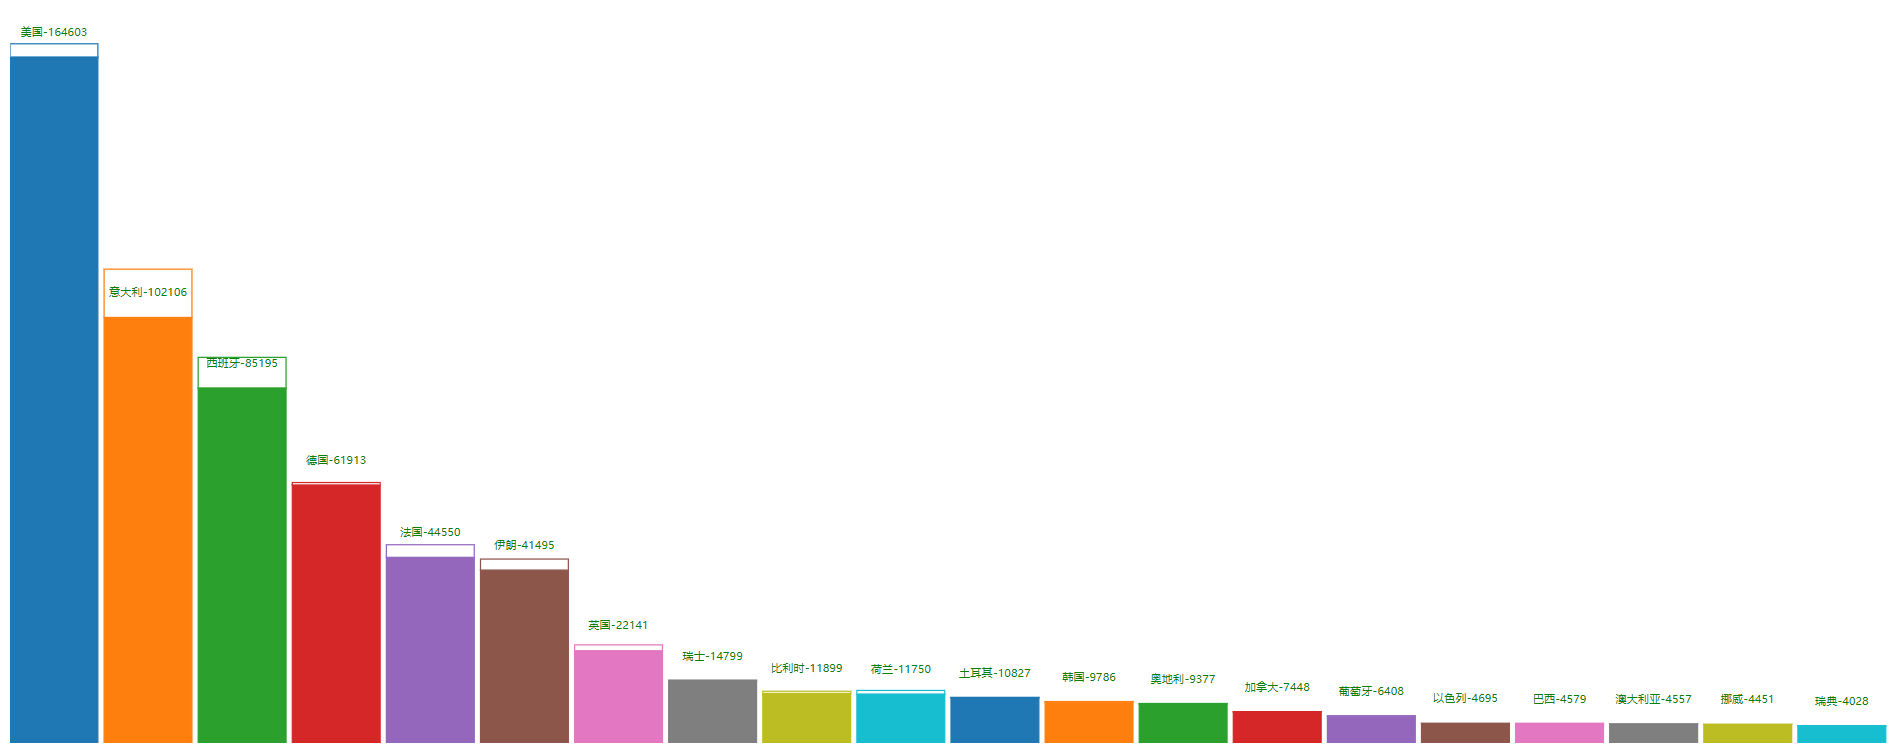 美国-164603
意大利-102106
西班牙-85195
德国-61913
法国-44550
伊朗-41495
英国-22141
瑞士-14799
比利时-11899
荷兰-11750
土耳其-10827
韩国-9786
奥地利-9377
加拿大-7448
葡萄牙-6408
以色列-4695
巴西-4579
澳大利亚-4557
挪威-4451
瑞典-4028